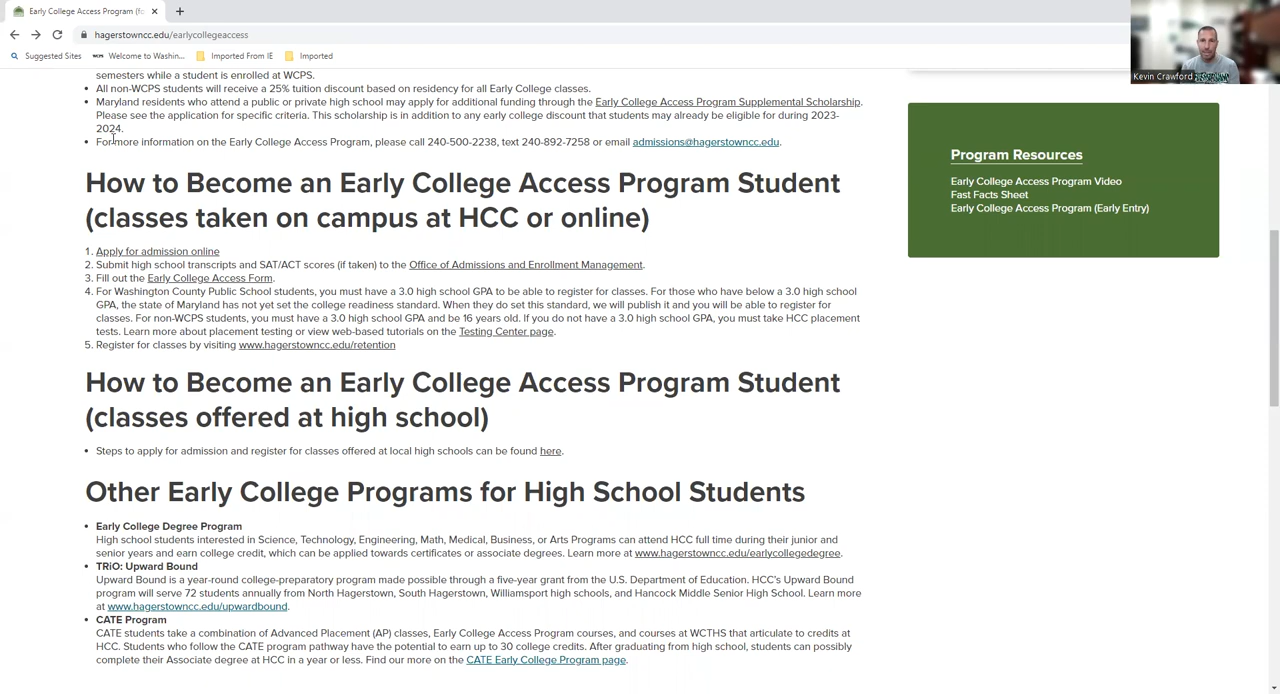 Early College Access Program (fo
hagerstowncc.edu/earlycollegeaccess
Suggested Sites
Welcome to Washin...
Imported From IE
Imported
Kevin Crawford
semesters while a student is enrolled at WCPS.
• All non-WCPS students will receive a 25% tuition discount based on residency for all Early College classes.
• Maryland residents who attend a public or private high school may apply for additional funding through the Early College Access Program Supplemental Scholarship.
Please see the application for specific criteria. This scholarship is in addition to any early college discount that students may already be eligible for during 2023-
2024.
• For more information on the Early College Access Program, please call 240-500-2238, text 240-892-7258 or email admissions@hagerstowncc.edu.
How to Become an Early College Access Program Student
(classes taken on campus at HCC or online)
1. Apply for admission online
2. Submit high school transcripts and SAT/ACT scores (if taken) to the Office of Admissions and Enrollment Management.
3. Fill out the Early College Access Form.
4. For Washington County Public School students, you must have a 3.0 high school GPA to be able to register for classes. For those who have below a 3.0 high school
GPA, the state of Maryland has not yet set the college readiness standard. When they do set this standard, we will publish it and you will be able to register for
classes. For non-WCPS students, you must have a 3.0 high school GPA and be 16 years old. If you do not have a 3.0 high school GPA, you must take HCC placement
tests. Learn more about placement testing or view web-based tutorials on the Testing Center page.
5. Register for classes by visiting www.hagerstowncc.edu/retention
How to Become an Early College Access Program Student
(classes offered at high school)
• Steps to apply for admission and register for classes offered at local high schools can be found here.
Other Early College Programs for High School Students
• Early College Degree Program
High school students interested in Science, Technology, Engineering, Math, Medical, Business, or Arts Programs can attend HCC full time during their junior and
senior years and earn college credit, which can be applied towards certificates or associate degrees. Learn more at www.hagerstowncc.edu/earlycollegedegree.
• TRiO: Upward Bound
Upward Bound is a year-round college-preparatory program made possible through a five-year grant from the U.S. Department of Education. HCC's Upward Bound
program will serve 72 students annually from North Hagerstown, South Hagerstown, Williamsport high schools, and Hancock Middle Senior High School. Learn more
at www.hagerstowncc.edu/upwardbound.
• CATE Program
CATE students take a combination of Advanced Placement (AP) classes, Early College Access Program courses, and courses at WCTHS that articulate to credits at
HCC. Students who follow the CATE program pathway have the potential to earn up to 30 college credits. After graduating from high school, students can possibly
complete their Associate degree at HCC in a year or less. Find our more on the CATE Early College Program page.
Program Resources
Early College Access Program Video
Fast Facts Sheet
Early College Access Program (Early Entry)